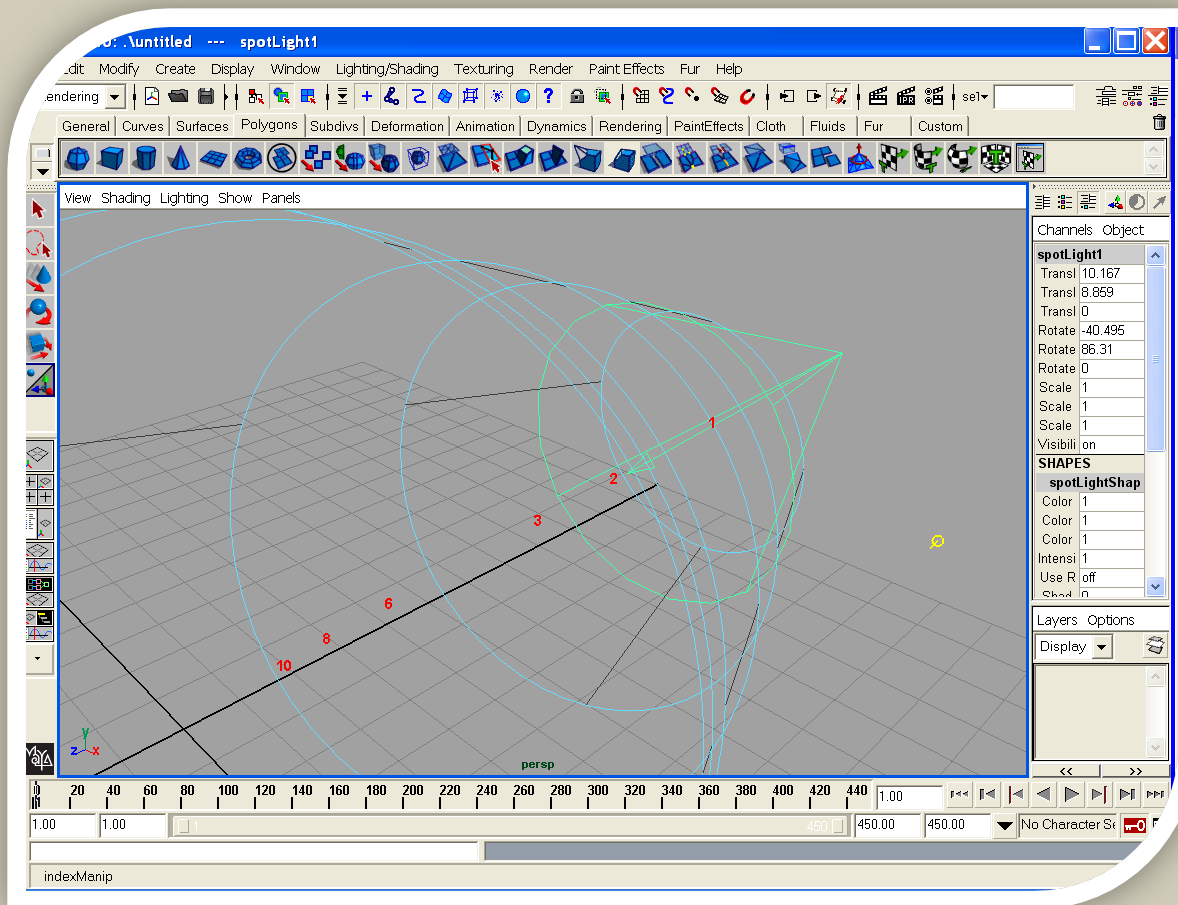 .\untitled --- spotLight1
Modify Create Display Window Lighting/Shading Texturing Render Paint Effects Fur Help
sel
General Curves Surfaces Polygons Subdivs Deformation Animation Dynamics Rendering PaintEffects Cloth Fluids Fur Custom
View Shading Lighting Show Panels
Channels Object
spotLight1
Transl 10.167
Transl 8.859
Transl 0
Rotate -40.495
Rotate 86.31
Rotate 0
Scale 1
Scale 1
Scale 1
Visibili on
SHAPES
spotLightShap
Color 1
Color 1
Color 1
Intensi 1
Use R off
1
2
3
6
8
10
y
z x
persp
Layers Options
Display
<< >>
MAYA
20 40 60 80 100 120 140 160 180 200 220 240 260 280 300 320 340 360 380 400 420 440
1.00
1.00 1.00 1 450 450.00 450.00 No Character Se
indexManip